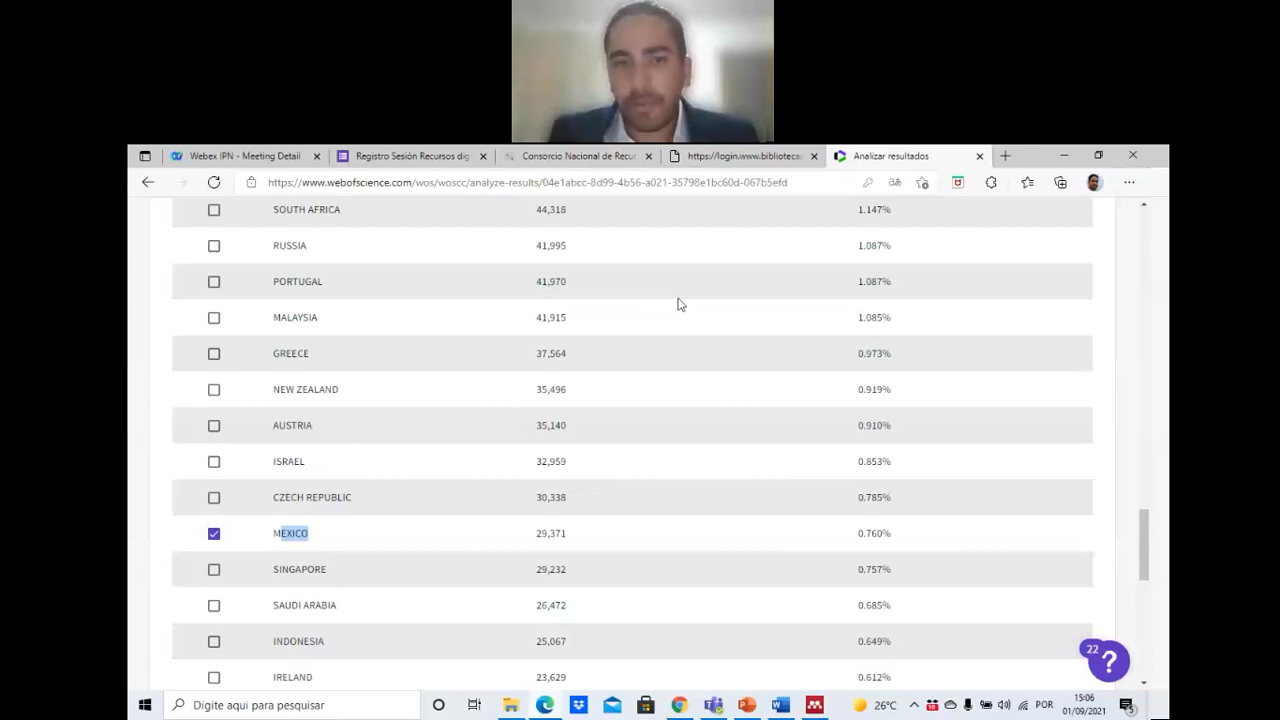 Webex IPN - Meeting Detail
Registro Sesión Recursos dig
Consorcio Nacional de Recur
https://login.www.biblioteca
Analizar resultados
https://www.webofscience.com/wos/woscc/analyze-results/04e1abcc-8d99-4b56-a021-35798e1bc60d-067b5efd
SOUTH AFRICA 44,318 1.147%
RUSSIA 41,995 1.087%
PORTUGAL 41,970 1.087%
MALAYSIA 41,915 1.085%
GREECE 37,564 0.973%
NEW ZEALAND 35,496 0.919%
AUSTRIA 35,140 0.910%
ISRAEL 32,959 0.853%
CZECH REPUBLIC 30,338 0.785%
MEXICO 29,371 0.760%
SINGAPORE 29,232 0.757%
SAUDI ARABIA 26,472 0.685%
INDONESIA 25,067 0.649%
IRELAND 23,629 0.612%
22
?
Digite aqui para pesquisar
26°C
POR
15:06
01/09/2021